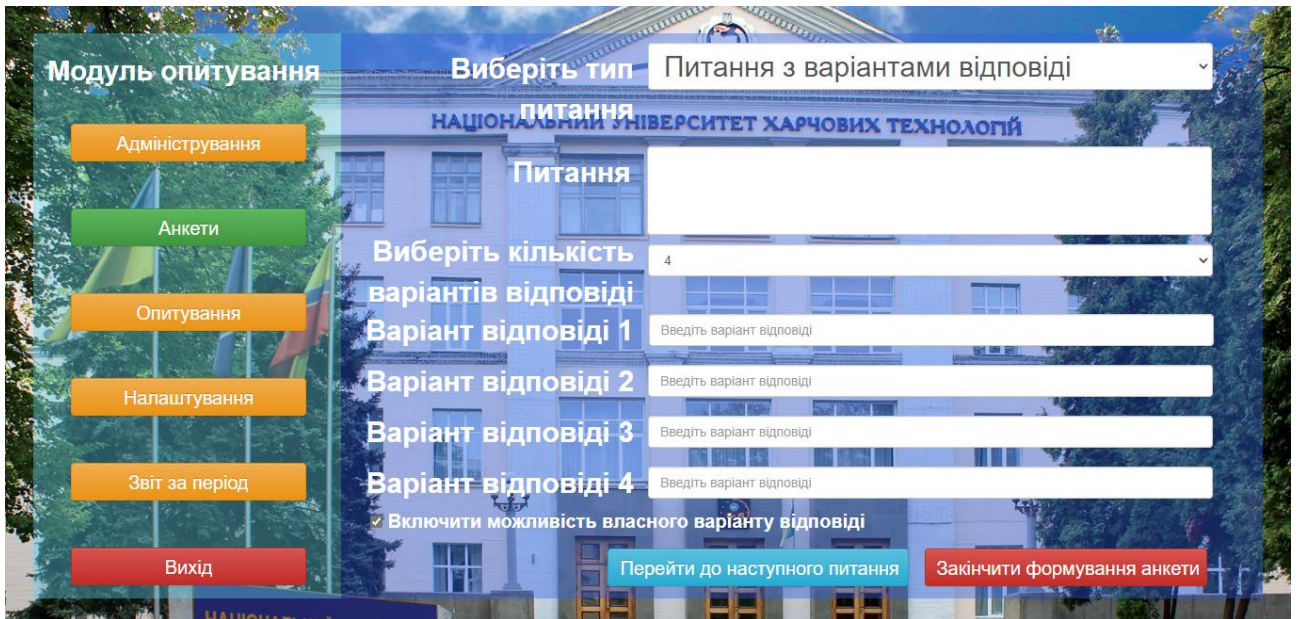 Модуль опитування
Адміністрування
Анкети
Опитування
Налаштування
Звіт за період
Вихід
Виберіть тип
питання
Питання з варіантами відповіді
НАЦІОНАЛЬНИЙ УНІВЕРСИТЕТ ХАРЧОВИХ ТЕХНОЛОГІЙ
Питання
Виберіть кількість
варіантів відповіді
4
Варіант відповіді 1
Введіть варіант відповіді
Варіант відповіді 2
Введіть варіант відповіді
Варіант відповіді 3
Введіть варіант відповіді
Варіант відповіді 4
Введіть варіант відповіді
Включити можливість власного варіанту відповіді
Перейти до наступного питання
Закінчити формування анкети